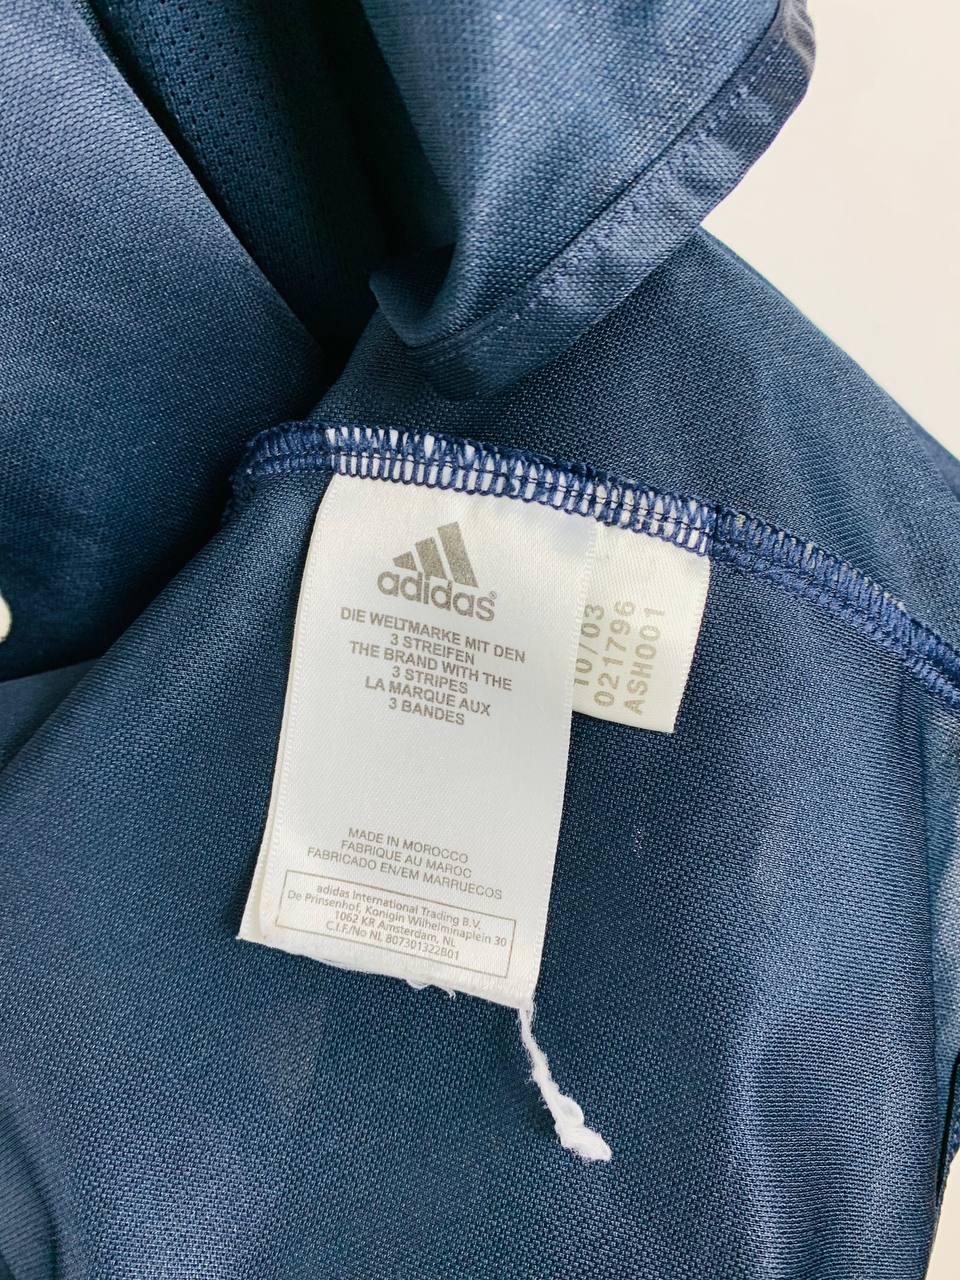 adidas®
DIE WELTMARKE MIT DEN
3 STREIFEN
THE BRAND WITH THE
3 STRIPES
LA MARQUE AUX
3 BANDES
MADE IN MOROCCO
FABRIQUE AU MAROC
FABRICADO EN/EM MARRUECOS
adidas International Trading B.V.
De Prinsenhof, Konigin Wilhelminaplein 30
1062 KR Amsterdam, NL
C.I.F./No NL 807301322B01
10/03
021796
ASH001